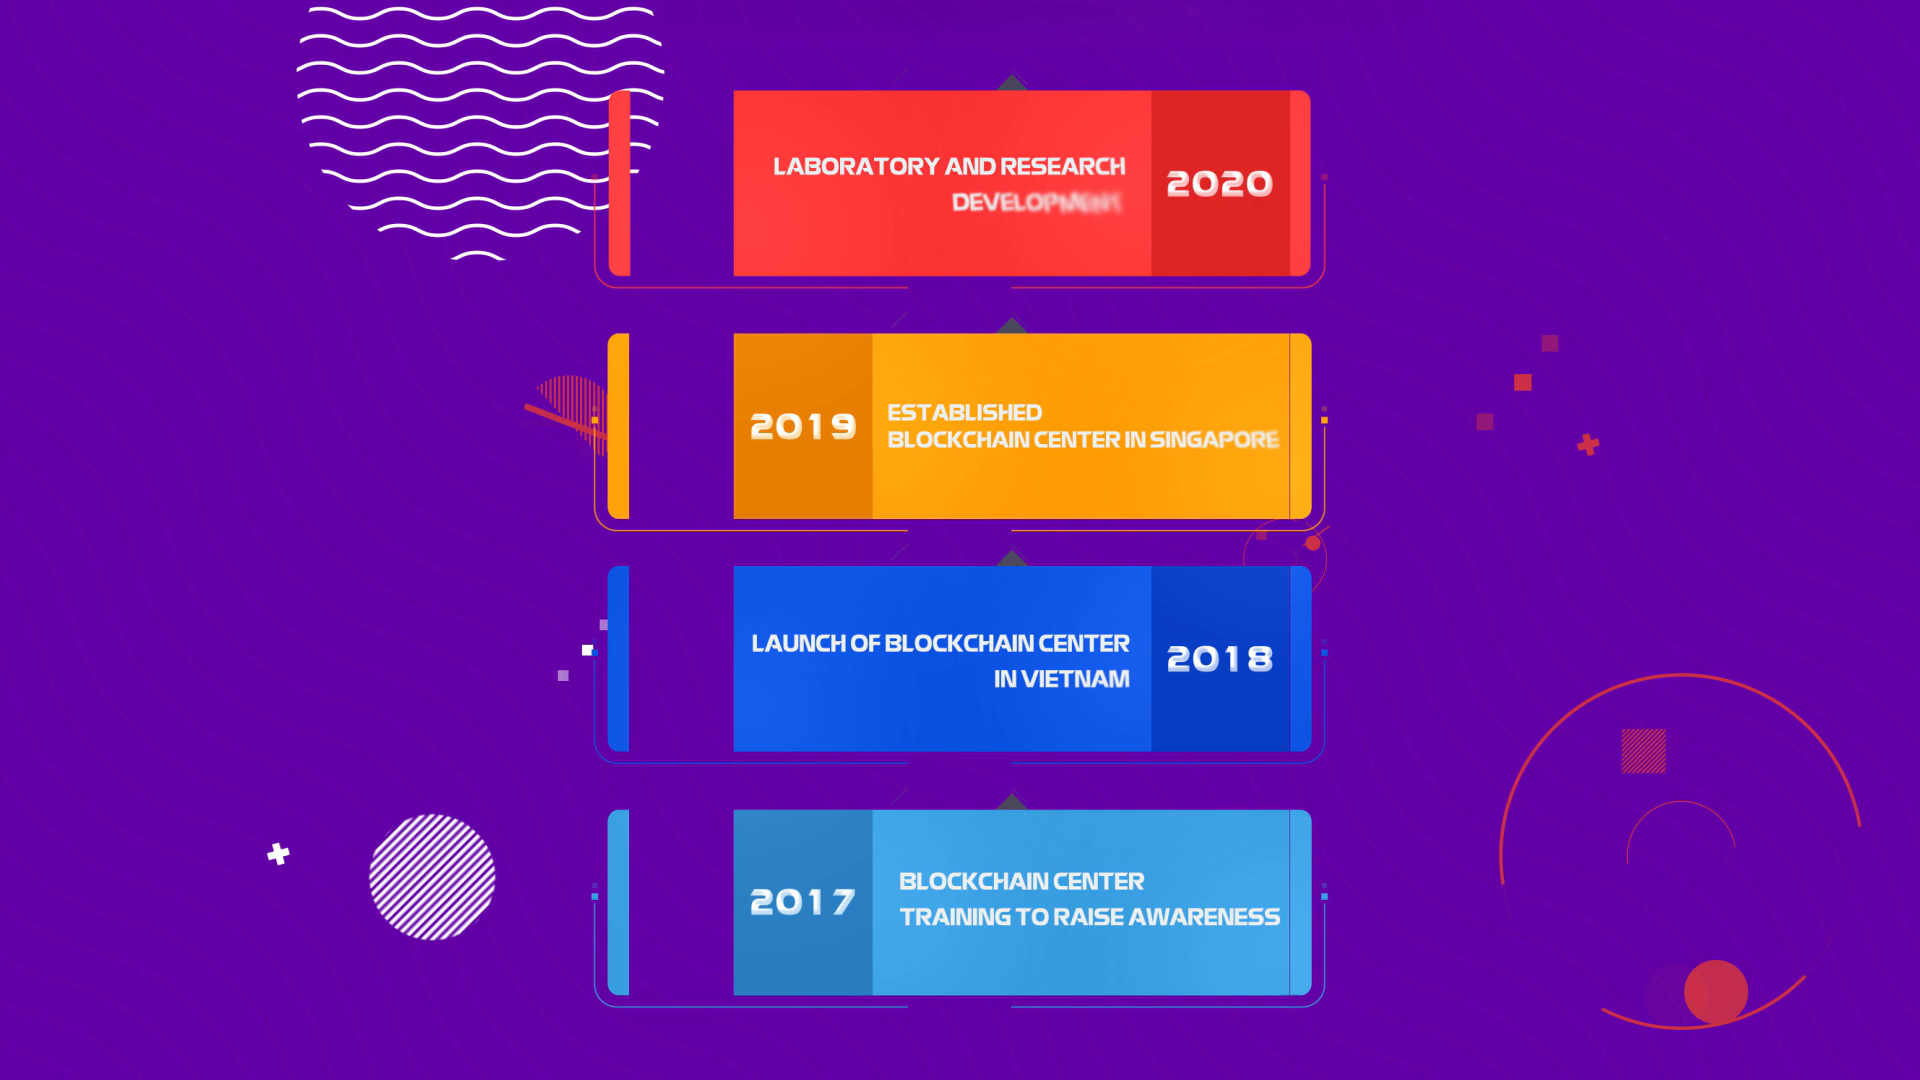 LABORATORY AND RESEARCH
DEVELOPMENT
2020
2019
ESTABLISHED
BLOCKCHAIN CENTER IN SINGAPORE
LAUNCH OF BLOCKCHAIN CENTER
IN VIETNAM
2018
2017
BLOCKCHAIN CENTER
TRAINING TO RAISE AWARENESS